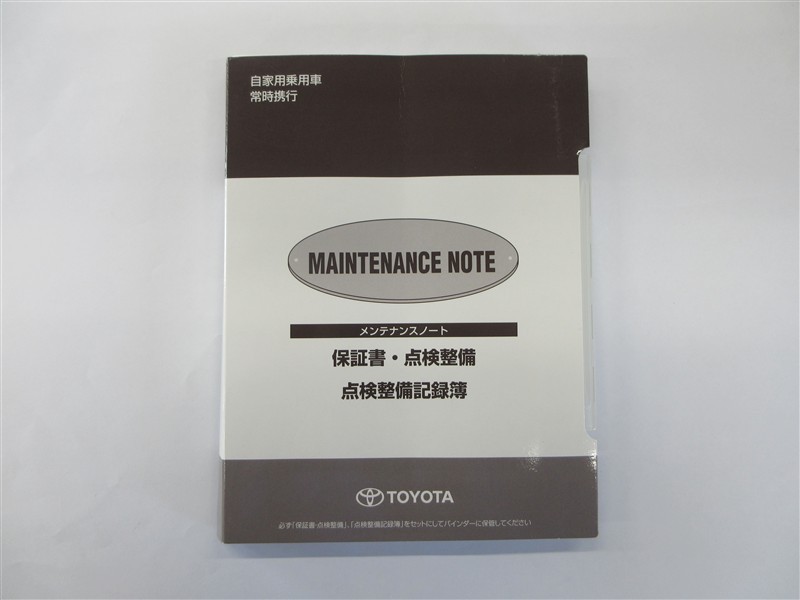 自家用乗用車
常時携行
MAINTENANCE NOTE
メンテナンスノート
保証書・点検整備
点検整備記録簿
TOYOTA
必ず「保証書・点検整備」、「点検整備記録簿」をセットにしてバインダーに保管してください